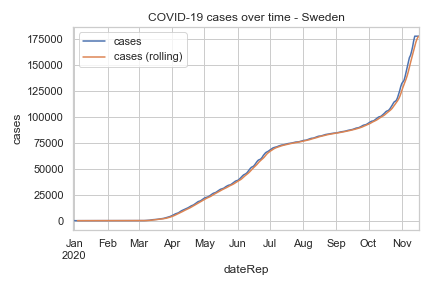 COVID-19 cases over time - Sweden
cases
cases (rolling)
175000
150000
125000
100000
75000
50000
25000
0
cases
Jan Feb Mar Apr May Jun Jul Aug Sep Oct Nov
2020
dateRep